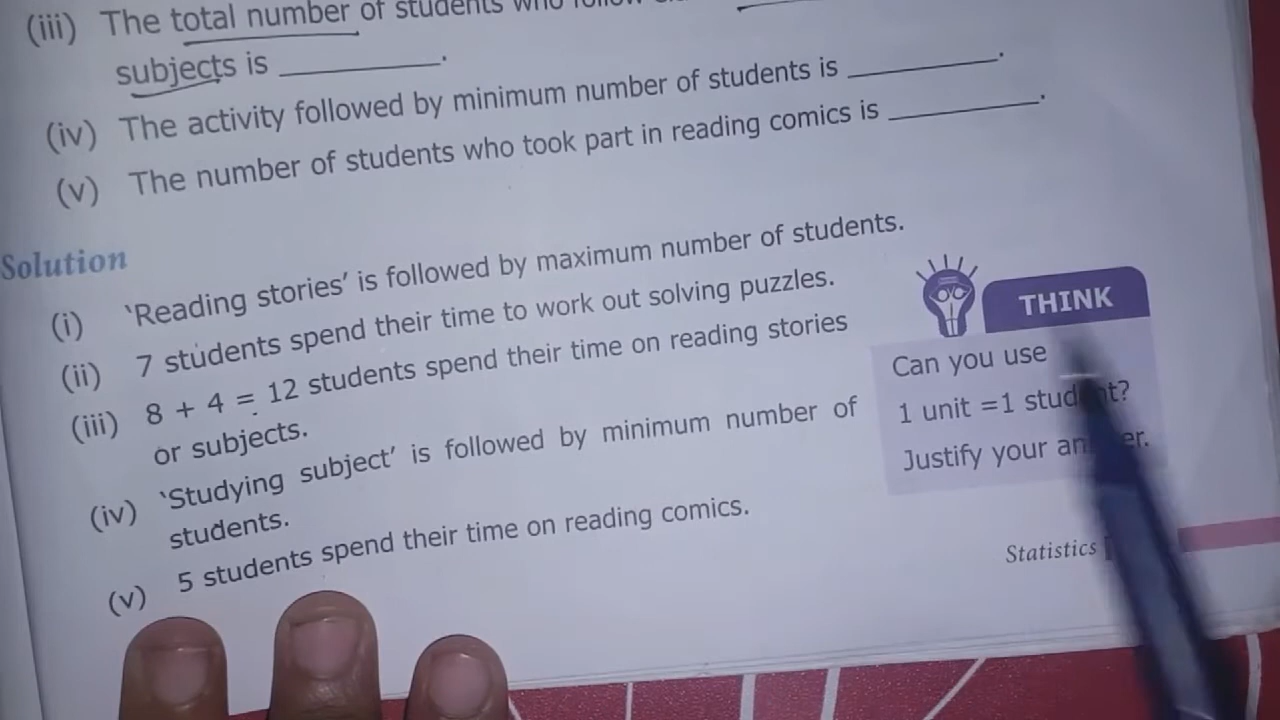 (iii) The total number of students who follow
subjects is ________.
(iv) The activity followed by minimum number of students is ________.
(v) The number of students who took part in reading comics is ________.
Solution
(i) ‘Reading stories’ is followed by maximum number of students.
(ii) 7 students spend their time to work out solving puzzles.
(iii) 8 + 4 = 12 students spend their time on reading stories
or subjects.
(iv) ‘Studying subject’ is followed by minimum number of
students.
(v) 5 students spend their time on reading comics.
THINK
Can you use
1 unit =1 student?
Justify your answer.
Statistics